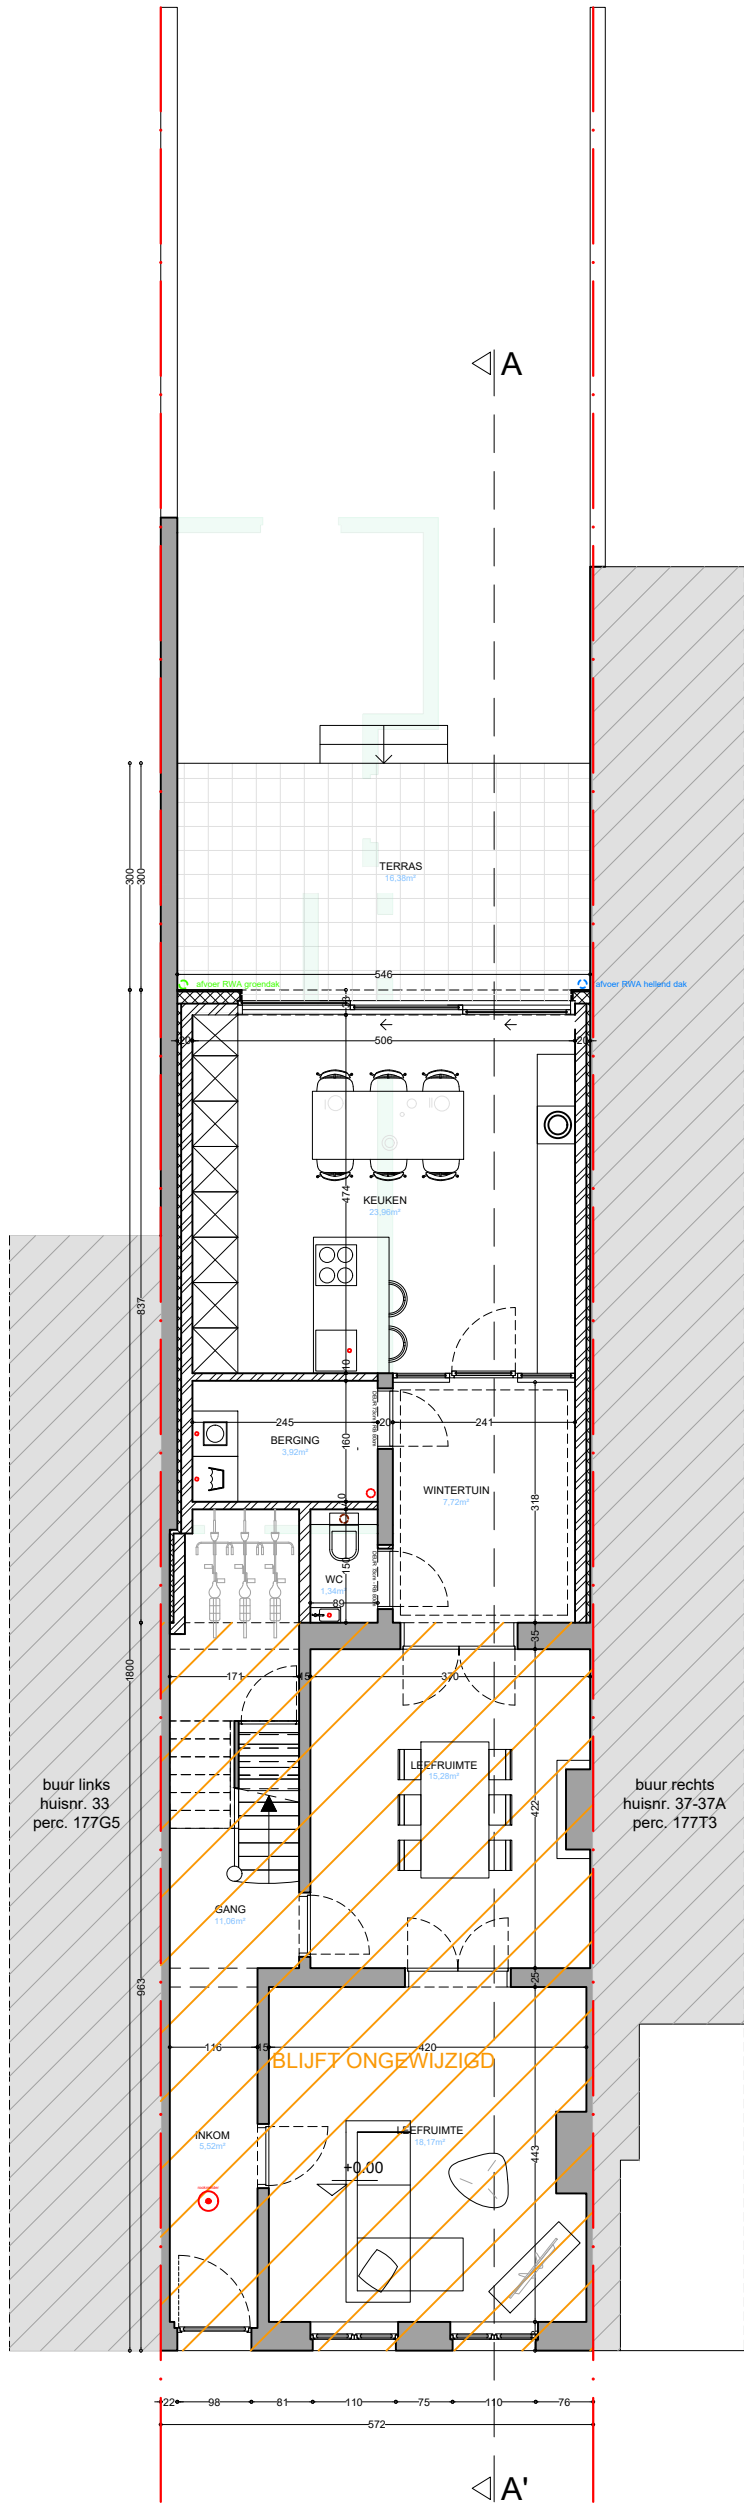 A
TERRAS
16,38m²
300
300
546
afvoer RWA groendak
afvoer RWA hellend dak
20
506
20
474
KEUKEN
23,96m²
837
10
245
20
241
BERGING
3,92m²
160
WINTERTUIN
7,72m²
318
10
WC
1,34m²
150
89
35
1800
171
15
370
LEEFRUIMTE
15,28m²
422
buur links
huisnr. 33
perc. 177G5
buur rechts
huisnr. 37-37A
perc. 177T3
GANG
11,06m²
963
25
116
15
420
BLIJFT ONGEWIJZIGD
INKOM
5,52m²
LEEFRUIMTE
18,17m²
443
+0.00
22
98
81
110
75
110
76
572
A'